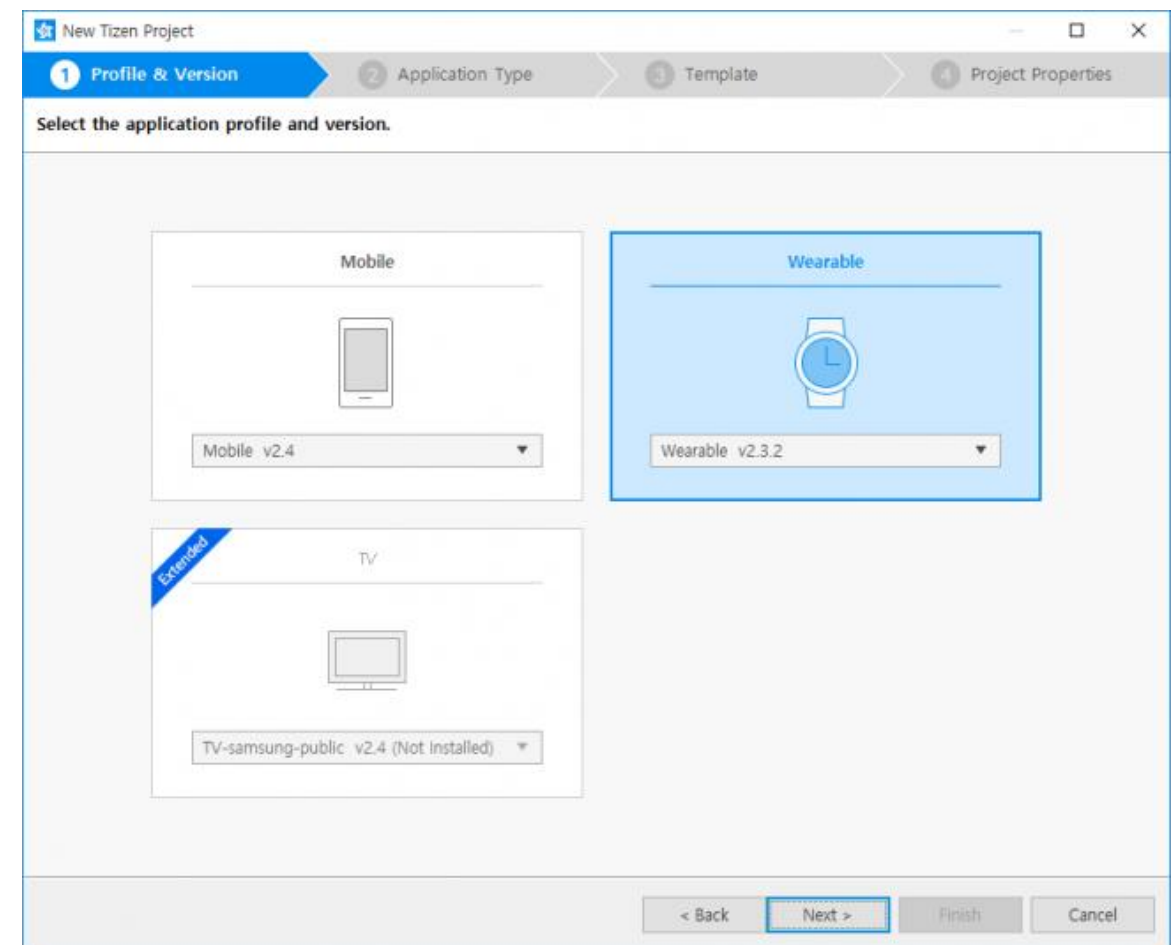 New Tizen Project
1 Profile & Version
2 Application Type
3 Template
4 Project Properties
Select the application profile and version.
Mobile
Mobile v2.4
Wearable
Wearable v2.3.2
Extended
TV
TV-samsung-public v2.4 (Not Installed)
< Back
Next >
Finish
Cancel